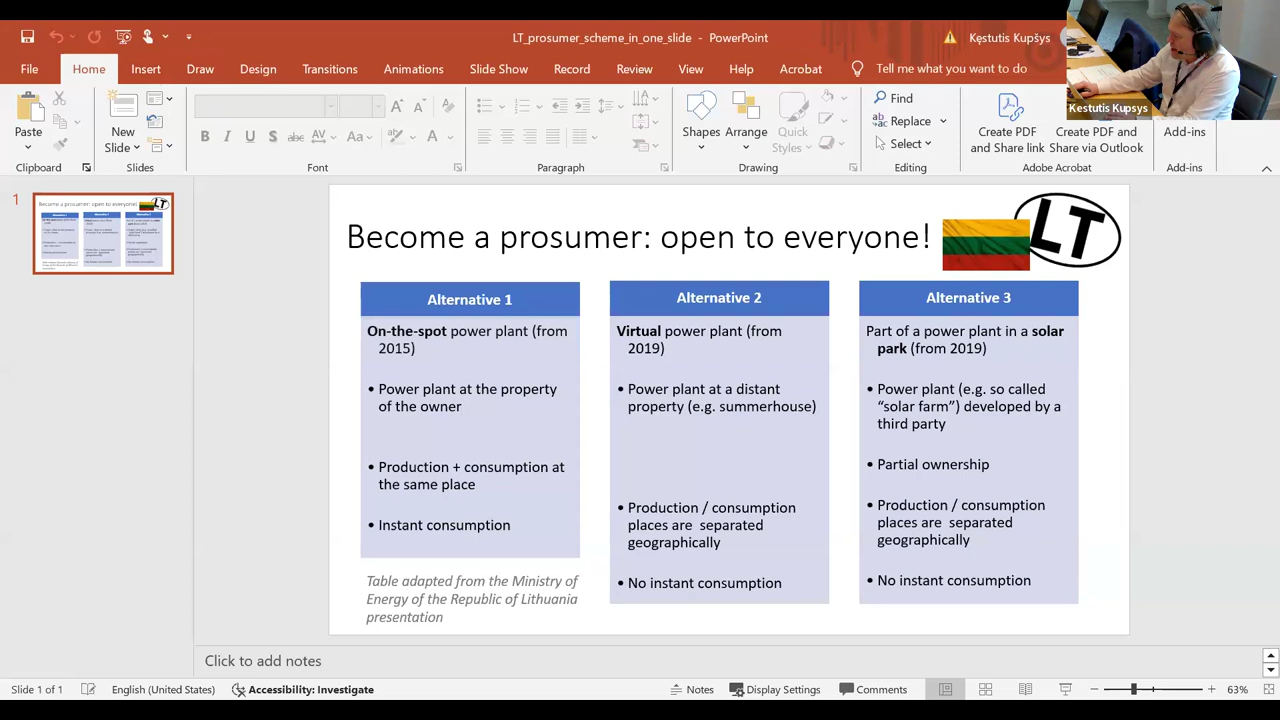 LT_prosumer_scheme_in_one_slide - PowerPoint
Kęstutis Kupšys
Kestutis Kupsys
File Home Insert Draw Design Transitions Animations Slide Show Record Review View Help Acrobat Tell me what you want to do
Paste
Clipboard
New
Slide
Slides
B I U S abc AV Aa A
Font
Paragraph
Shapes
Arrange
Quick
Styles
Drawing
Find
Replace
Select
Editing
Create PDF
and Share link
Create PDF and
Share via Outlook
Adobe Acrobat
Add-ins
Add-ins
1
Become a prosumer: open to everyone!
LT
Alternative 1
On-the-spot power plant (from
2015)
• Power plant at the property
of the owner
• Production + consumption at
the same place
• Instant consumption
Table adapted from the Ministry of
Energy of the Republic of Lithuania
presentation
Alternative 2
Virtual power plant (from
2019)
• Power plant at a distant
property (e.g. summerhouse)
• Production / consumption
places are separated
geographically
• No instant consumption
Alternative 3
Part of a power plant in a solar
park (from 2019)
• Power plant (e.g. so called
“solar farm”) developed by a
third party
• Partial ownership
• Production / consumption
places are separated
geographically
• No instant consumption
Click to add notes
Slide 1 of 1 English (United States) Accessibility: Investigate Notes Display Settings Comments 63%